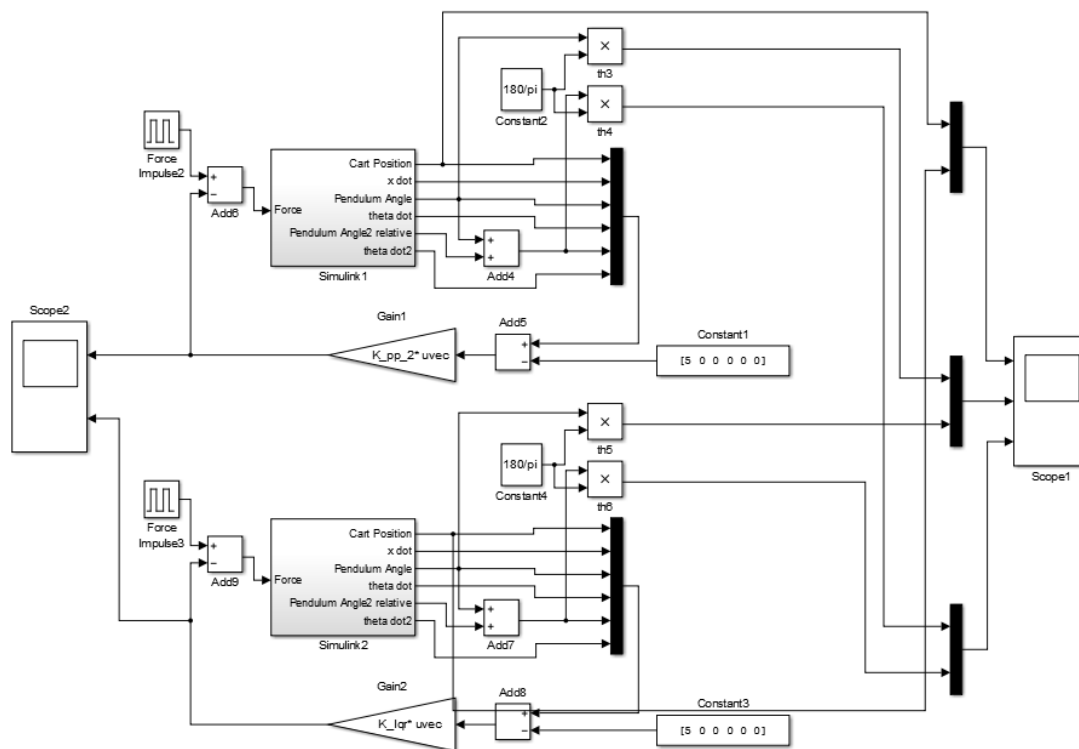 ×
th3
180/pi
Constant2
×
th4
Force
Impulse2
+
−
Add6
Force
Cart Position
x dot
Pendulum Angle
theta dot
Pendulum Angle2 relative
theta dot2
Simulink1
+
+
Add4
Scope2
Gain1
K_pp_2* uvec
Add5
+
−
Constant1
[5 0 0 0 0 0]
Scope1
×
th5
180/pi
Constant4
×
th6
Force
Impulse3
+
−
Add9
Force
Cart Position
x dot
Pendulum Angle
theta dot
Pendulum Angle2 relative
theta dot2
Simulink2
+
+
Add7
Gain2
K_lqr* uvec
Add8
+
−
Constant3
[5 0 0 0 0 0]